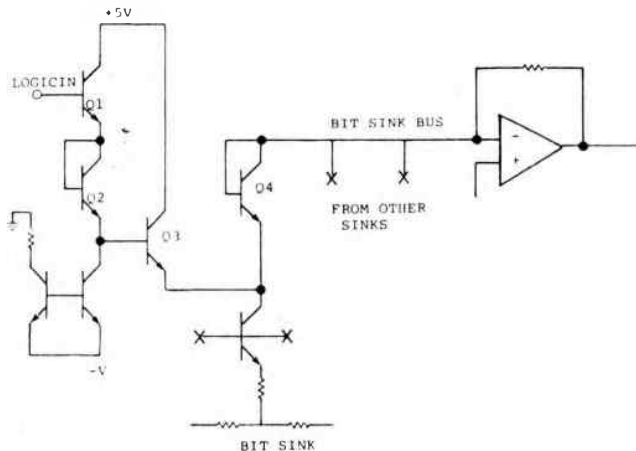 +5V
LOGICIN
Q1
Q2
Q3
-V
Q4
BIT SINK BUS
FROM OTHER
SINKS
-
+
BIT SINK